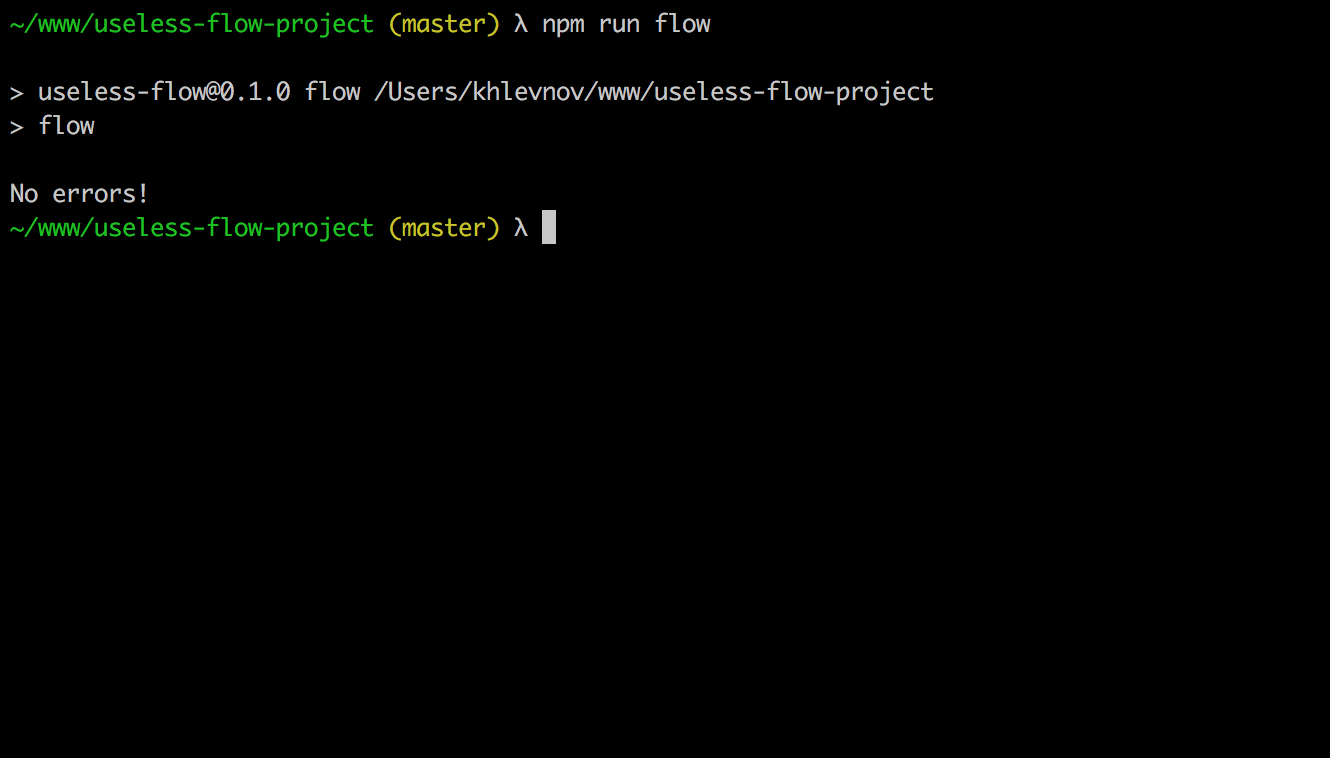 ~/www/useless-flow-project (master) λ npm run flow
> useless-flow@0.1.0 flow /Users/khlevnov/www/useless-flow-project
> flow
No errors!
~/www/useless-flow-project (master) λ